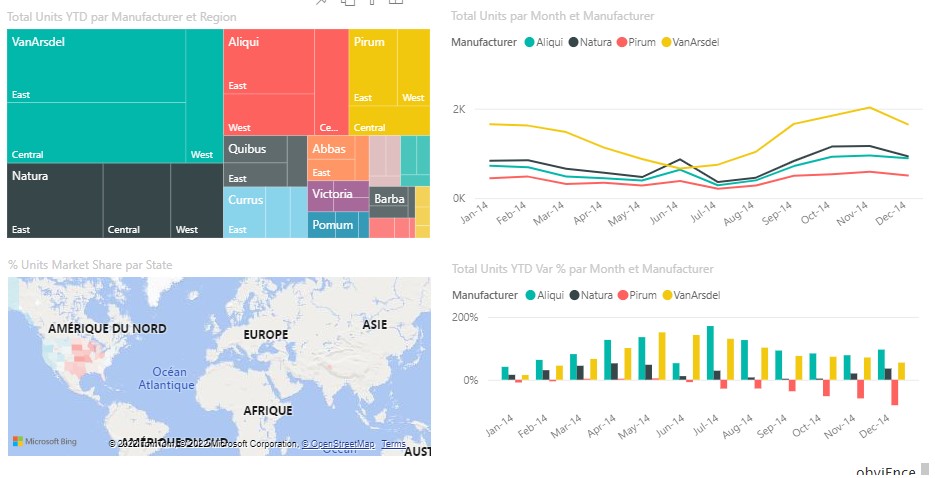 Total Units YTD par Manufacturer et Region
VanArsdel
East
Central
West
Natura
East
Central
West
Aliqui
East
West
Ce...
Pirum
East
West
Central
Quibus
East
Currus
East
Abbas
East
Victoria
Pomum
Barba
Total Units par Month et Manufacturer
Manufacturer Aliqui Natura Pirum VanArsdel
2K
0K
Jan-14 Feb-14 Mar-14 Apr-14 May-14 Jun-14 Jul-14 Aug-14 Sep-14 Oct-14 Nov-14 Dec-14
% Units Market Share par State
AMÉRIQUE DU NORD
EUROPE
ASIE
Océan
Atlantique
AFRIQUE
AMÉRIQUE DU SUD
Océan
AUST
Microsoft Bing
Microsoft Corporation, © OpenStreetMap Terms
Total Units YTD Var % par Month et Manufacturer
Manufacturer Aliqui Natura Pirum VanArsdel
200%
0%
Jan-14 Feb-14 Mar-14 Apr-14 May-14 Jun-14 Jul-14 Aug-14 Sep-14 Oct-14 Nov-14 Dec-14
obviEnce